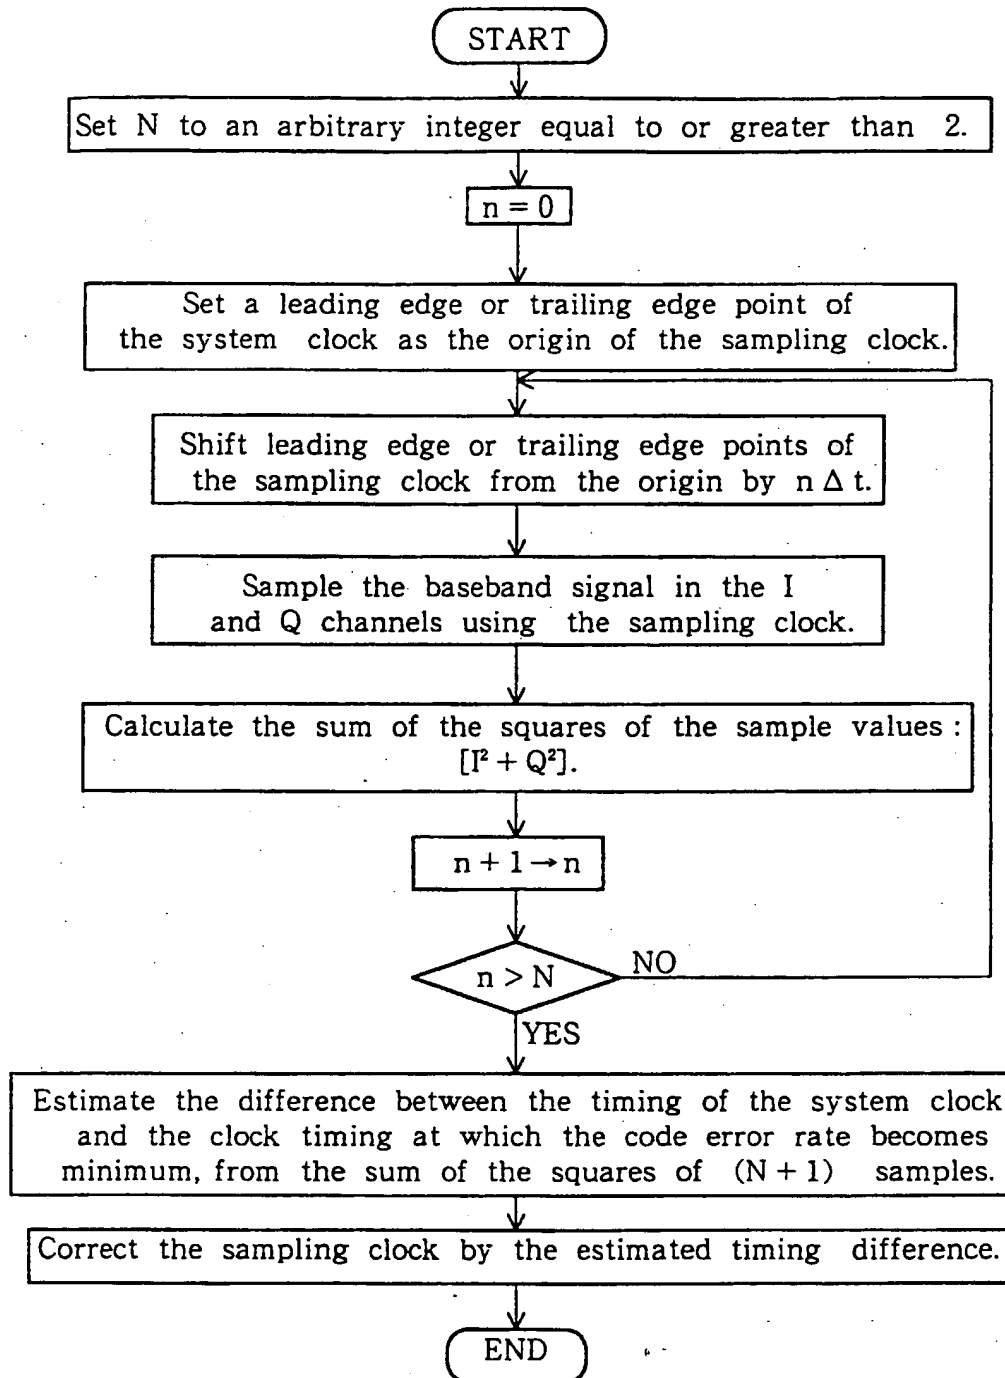 START
Set N to an arbitrary integer equal to or greater than 2.
n = 0
Set a leading edge or trailing edge point of
the system clock as the origin of the sampling clock.
Shift leading edge or trailing edge points of
the sampling clock from the origin by n Δ t.
Sample the baseband signal in the I
and Q channels using the sampling clock.
Calculate the sum of the squares of the sample values :
[I² + Q²].
n + 1 → n
n > N
NO
YES
Estimate the difference between the timing of the system clock
and the clock timing at which the code error rate becomes
minimum, from the sum of the squares of (N + 1) samples.
Correct the sampling clock by the estimated timing difference.
END